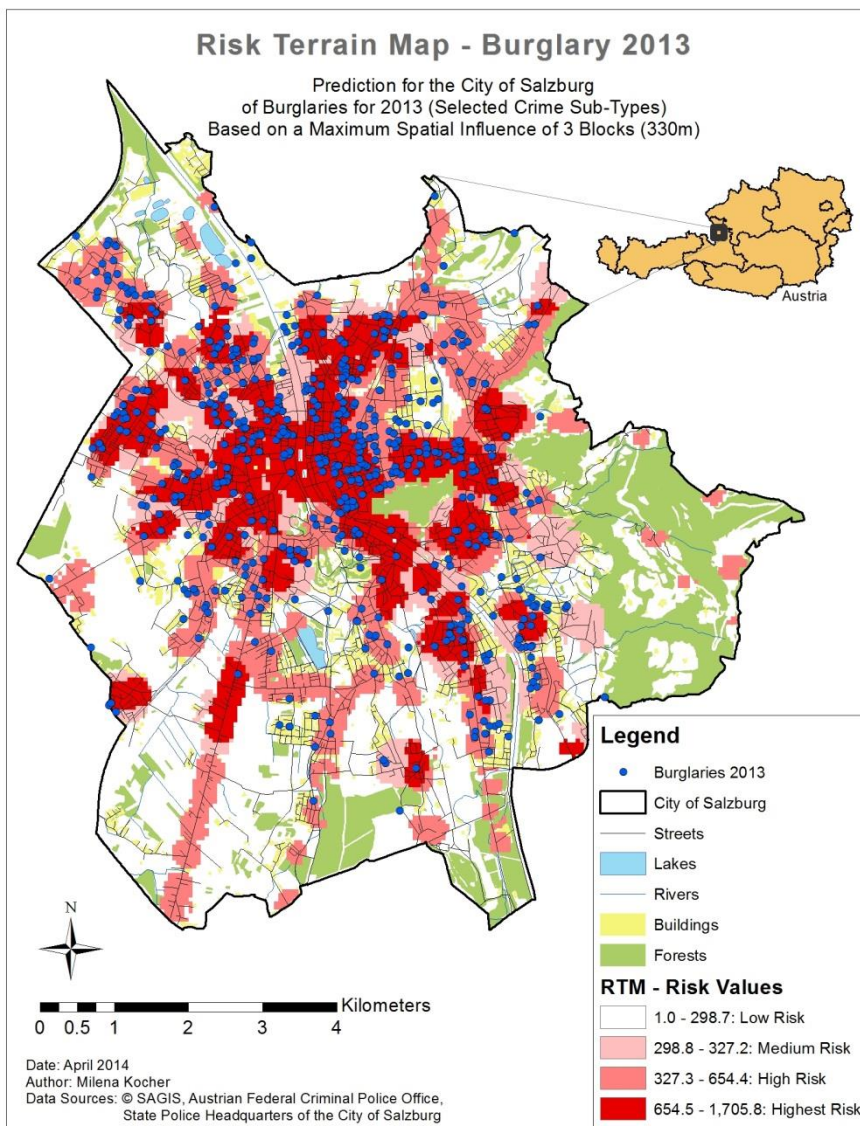 Risk Terrain Map - Burglary 2013
Prediction for the City of Salzburg
of Burglaries for 2013 (Selected Crime Sub-Types)
Based on a Maximum Spatial Influence of 3 Blocks (330m)
Austria
Legend
Burglaries 2013
City of Salzburg
Streets
Lakes
Rivers
Buildings
Forests
RTM - Risk Values
1.0 - 298.7: Low Risk
298.8 - 327.2: Medium Risk
327.3 - 654.4: High Risk
654.5 - 1,705.8: Highest Risk
N
Kilometers
0 0.5 1 2 3 4
Date: April 2014
Author: Milena Kocher
Data Sources: © SAGIS, Austrian Federal Criminal Police Office,
State Police Headquarters of the City of Salzburg